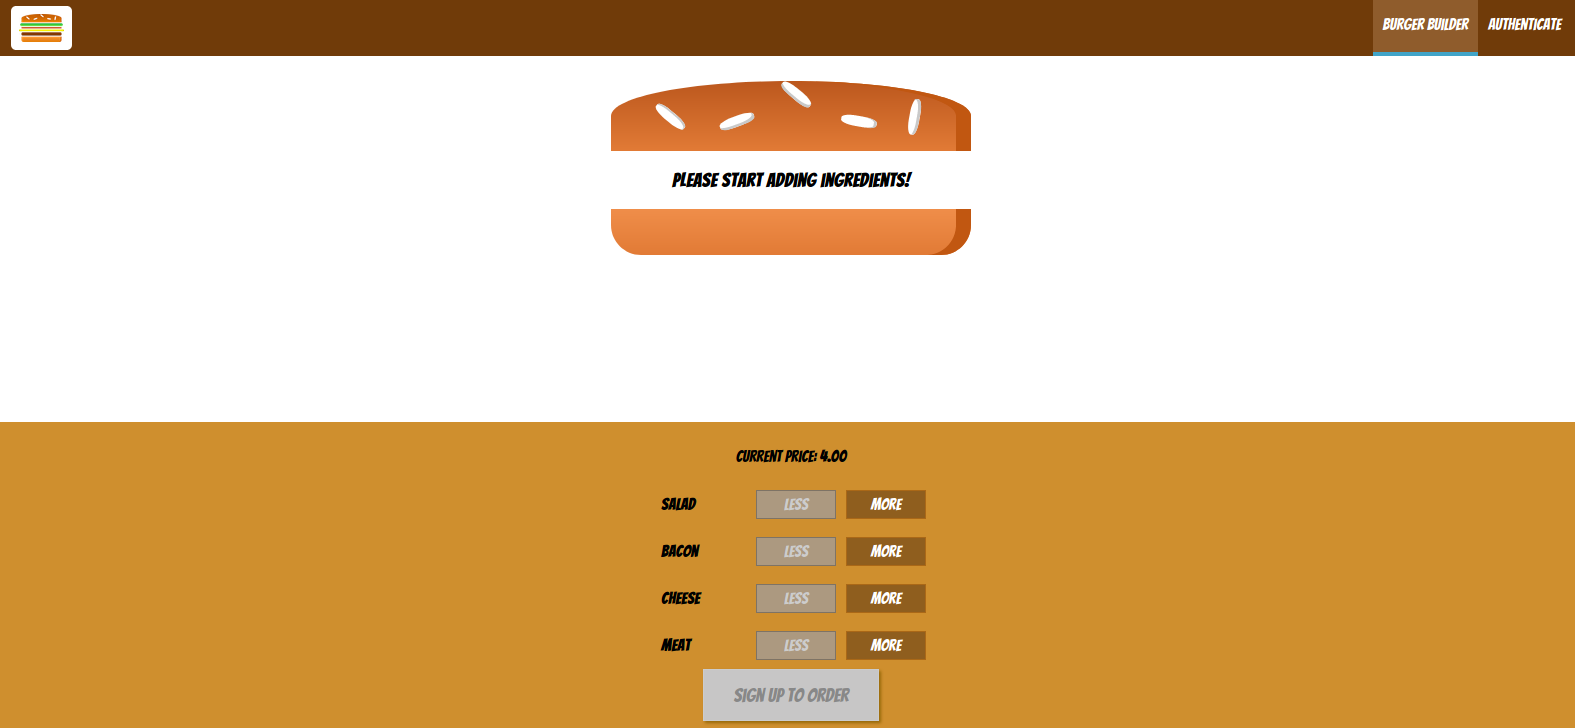 BURGER BUILDER AUTHENTICATE
PLEASE START ADDING INGREDIENTS!
CURRENT PRICE: 4.00
SALAD LESS MORE
BACON LESS MORE
CHEESE LESS MORE
MEAT LESS MORE
SIGN UP TO ORDER